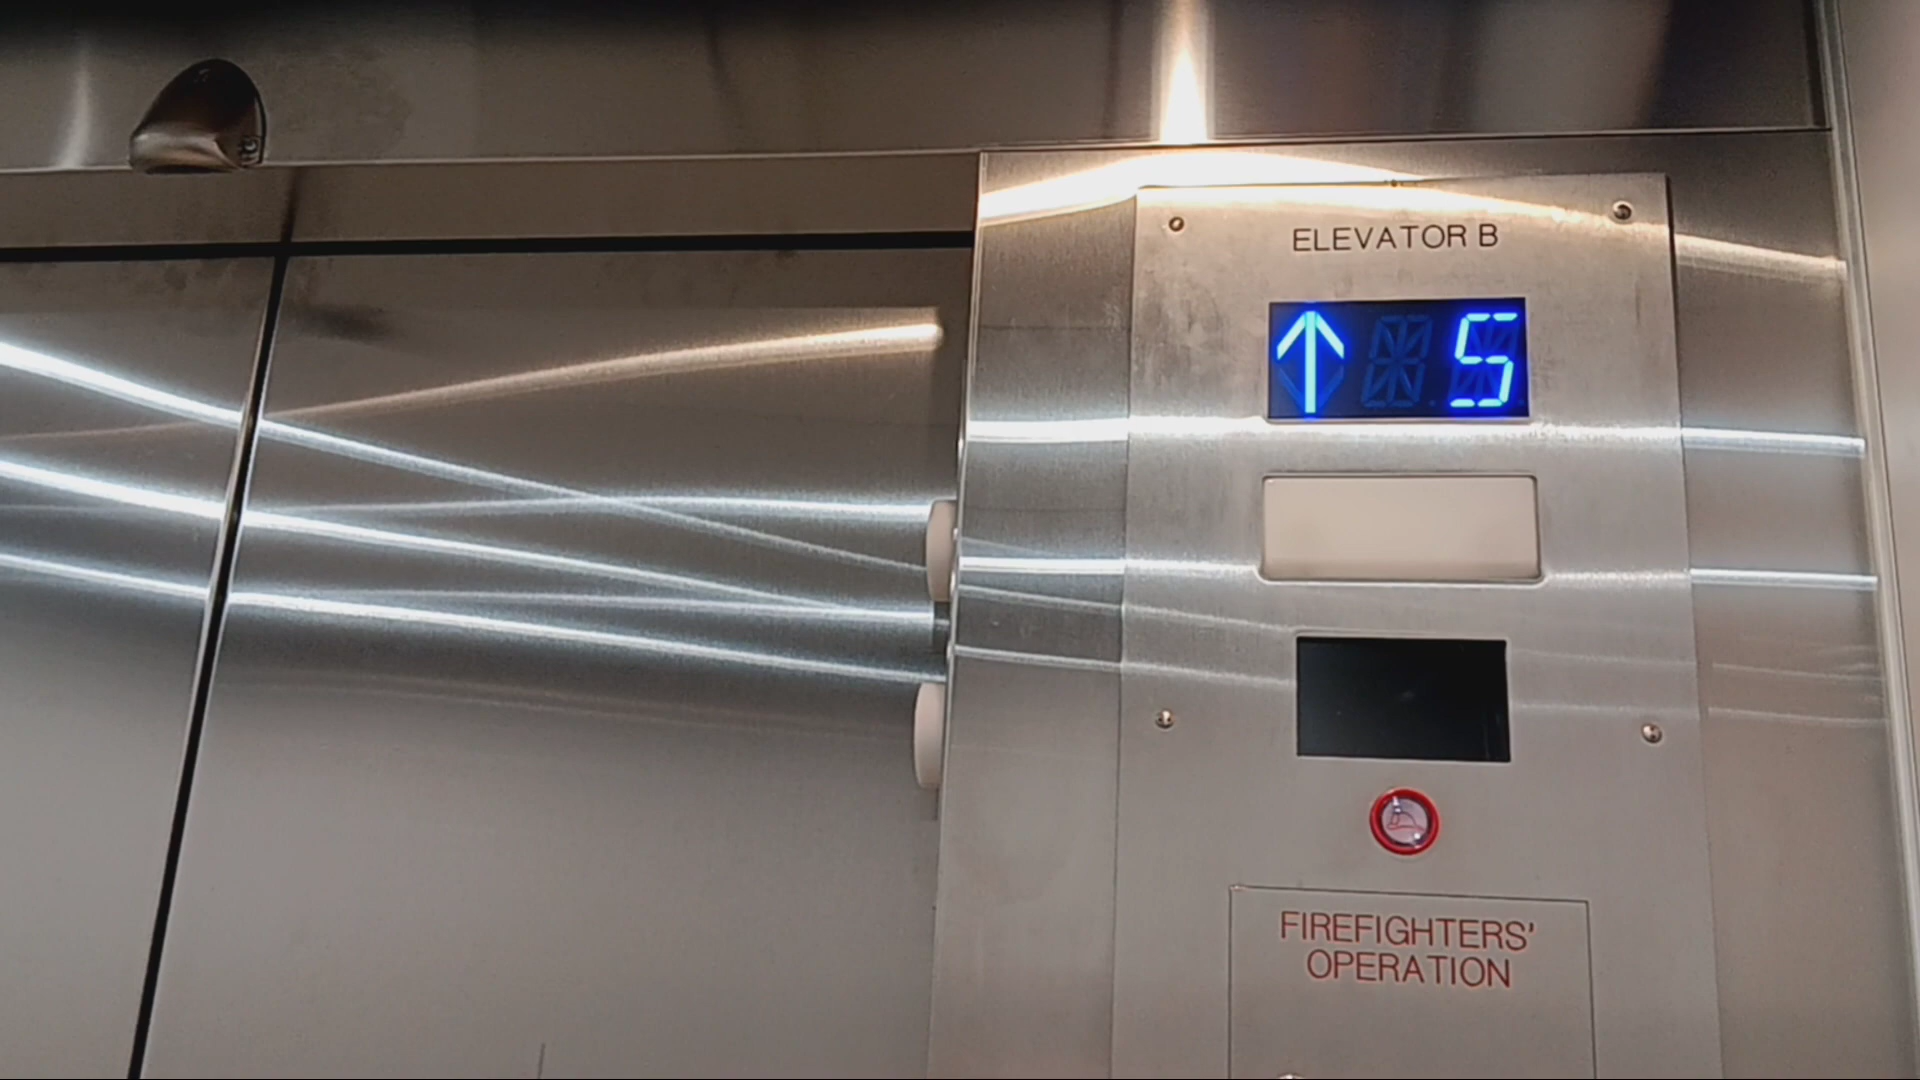 ELEVATOR B
↑ 5
FIREFIGHTERS'
OPERATION